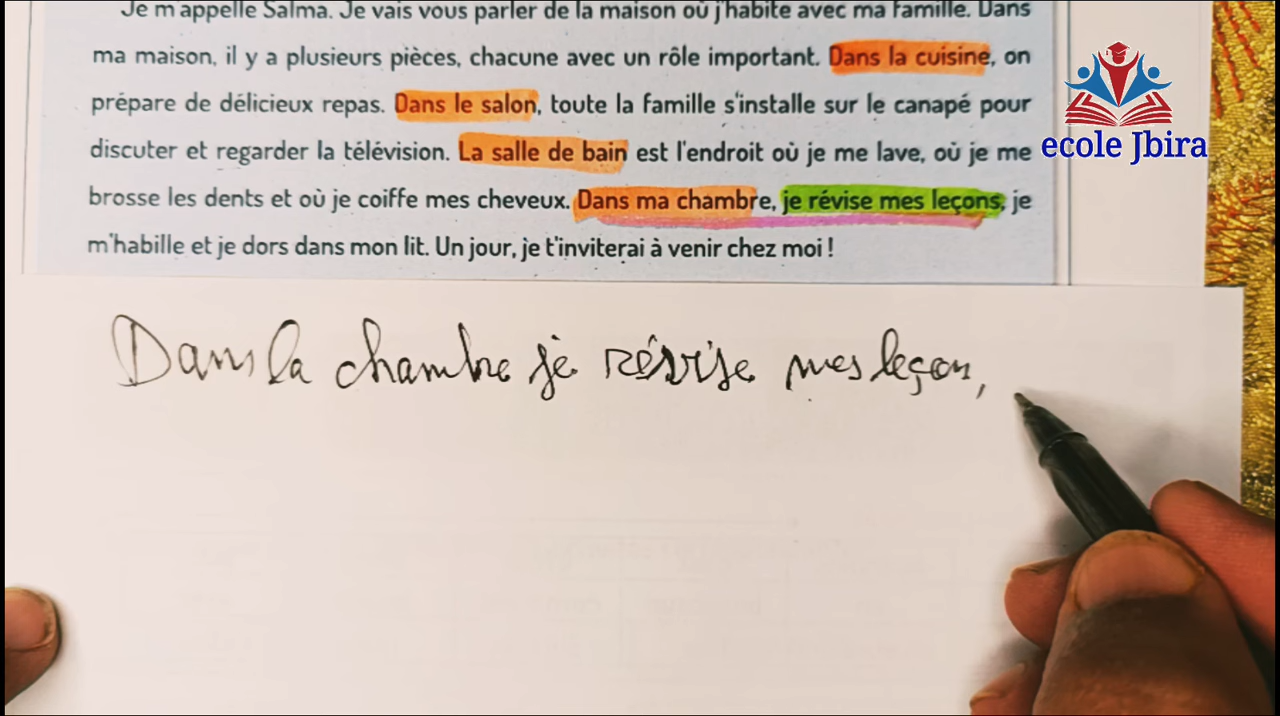 Je m'appelle Salma. Je vais vous parler de la maison où j'habite avec ma famille. Dans
ma maison, il y a plusieurs pièces, chacune avec un rôle important. Dans la cuisine, on
prépare de délicieux repas. Dans le salon, toute la famille s'installe sur le canapé pour
discuter et regarder la télévision. La salle de bain est l'endroit où je me lave, où je me
brosse les dents et où je coiffe mes cheveux. Dans ma chambre, je révise mes leçons, je
m'habille et je dors dans mon lit. Un jour, je t'inviterai à venir chez moi !
ecole Jbira
Dans la chambre je révise mes leçon,